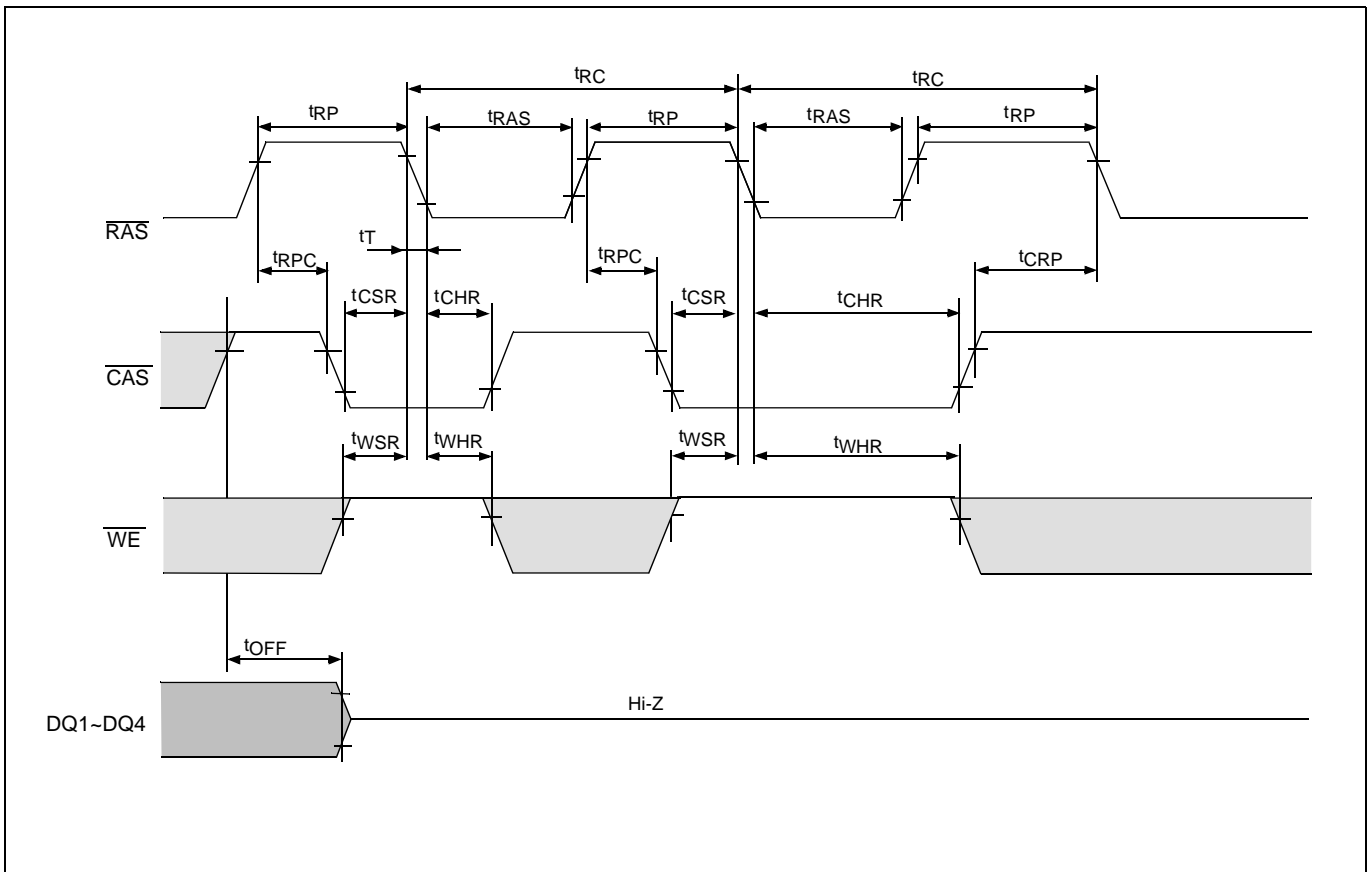 tRC tRC
tRP tRAS tRP tRAS tRP
RAS
tT
tRPC tRPC tCRP
tCSR tCHR tCSR tCHR
CAS
tWSR tWHR tWSR tWHR
WE
tOFF
Hi-Z
DQ1~DQ4